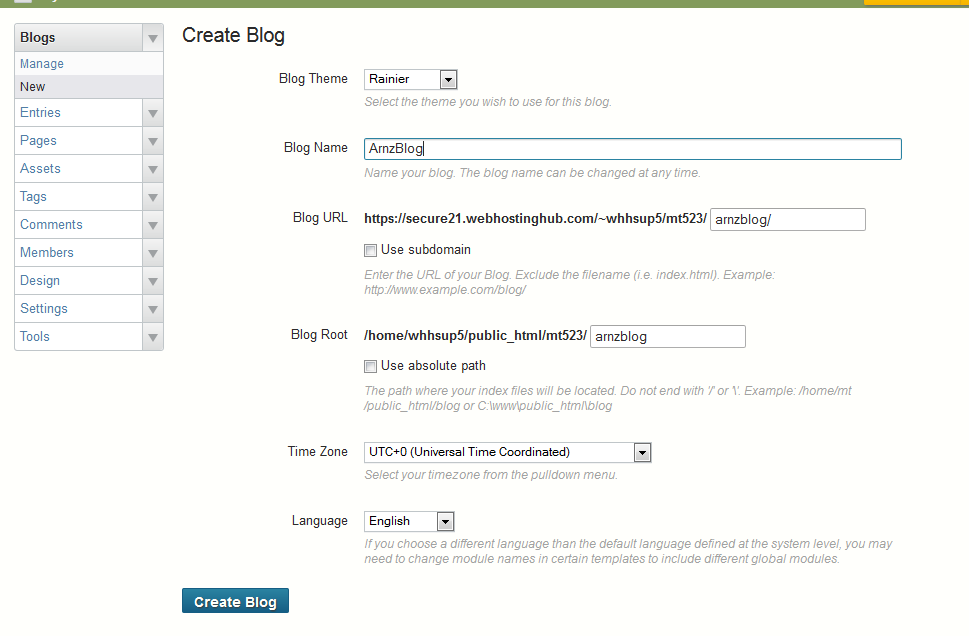 Blogs
Manage
New
Entries
Pages
Assets
Tags
Comments
Members
Design
Settings
Tools
Create Blog
Blog Theme Rainier
Select the theme you wish to use for this blog.
Blog Name ArnzBlog
Name your blog. The blog name can be changed at any time.
Blog URL https://secure21.webhostinghub.com/~whhsup5/mt523/ arnzblog/
Use subdomain
Enter the URL of your Blog. Exclude the filename (i.e. index.html). Example:
http://www.example.com/blog/
Blog Root /home/whhsup5/public_html/mt523/ arnzblog
Use absolute path
The path where your index files will be located. Do not end with '/' or '\'. Example: /home/mt
/public_html/blog or C:\www\public_html\blog
Time Zone UTC+0 (Universal Time Coordinated)
Select your timezone from the pulldown menu.
Language English
If you choose a different language than the default language defined at the system level, you may
need to change module names in certain templates to include different global modules.
Create Blog